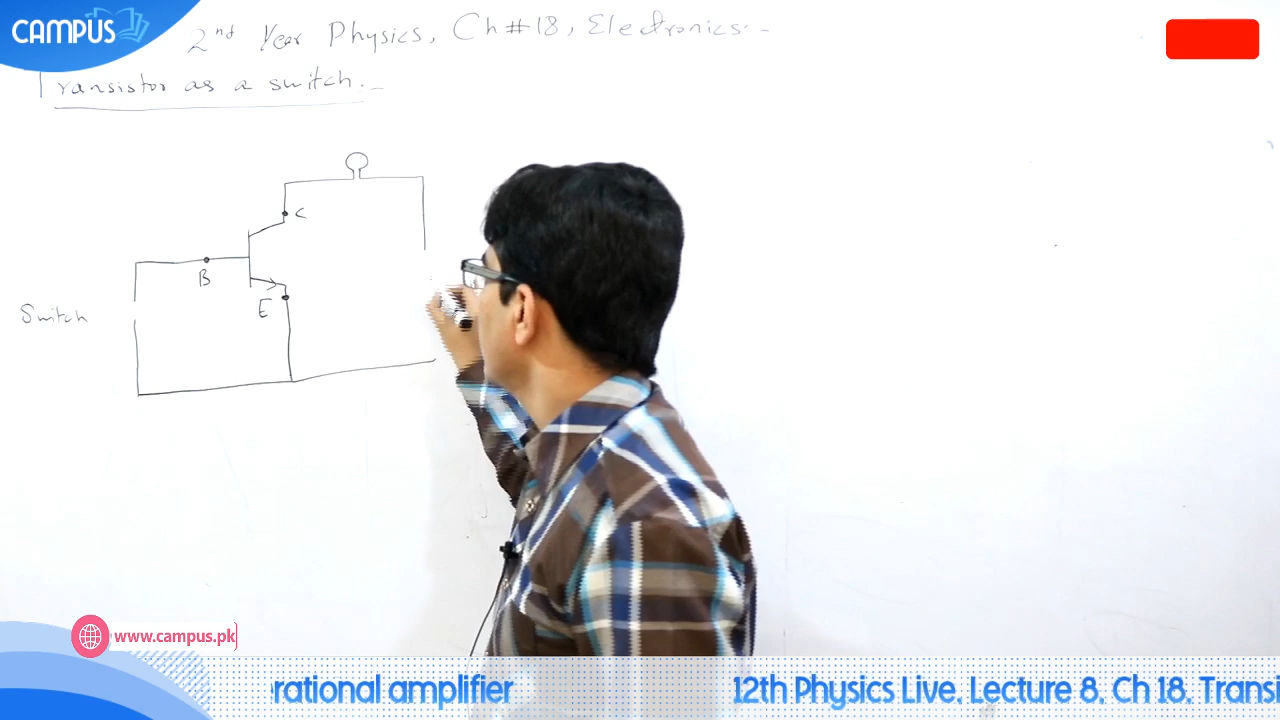 CAMPUS
2nd Year Physics, Ch # 18, Electronics:-
Transistor as a switch.-
C
B
E
Switch
www.campus.pk
rational amplifier 12th Physics Live, Lecture 8, Ch 18, Transi